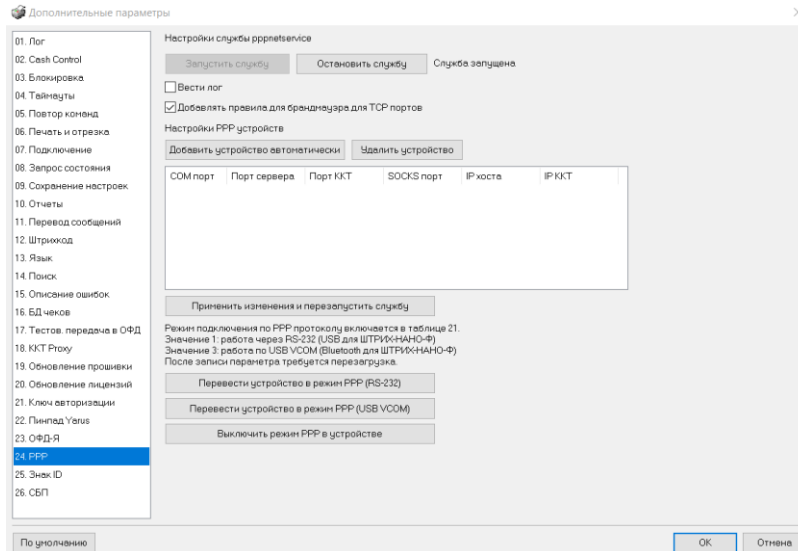 Дополнительные параметры
01. Лог
02. Cash Control
03. Блокировка
04. Таймауты
05. Повтор команд
06. Печать и отрезка
07. Подключение
08. Запрос состояния
09. Сохранение настроек
10. Отчеты
11. Перевод сообщений
12. Штрихкод
13. Язык
14. Поиск
15. Описание ошибок
16. БД чеков
17. Тестов. передача в ОФД
18. ККТ Proxy
19. Обновление прошивки
20. Обновление лицензий
21. Ключ авторизации
22. Пинпад Yarus
23. ОФД-Я
24. PPP
25. Знак ID
26. СБП
Настройки службы pppnetservice
Запустить службу Остановить службу Служба запущена
Вести лог
Добавлять правила для брандмауэра для TCP портов
Настройки PPP устройств
Добавить устройство автоматически Удалить устройство
COM порт Порт сервера Порт ККТ SOCKS порт IP хоста IP ККТ
Применить изменения и перезапустить службу
Режим подключения по PPP протоколу включается в таблице 21.
Значение 1: работа через RS-232 (USB для ШТРИХ-НАНО-Ф)
Значение 3: работа по USB VCOM (Bluetooth для ШТРИХ-НАНО-Ф)
После записи параметра требуется перезагрузка.
Перевести устройство в режим PPP (RS-232)
Перевести устройство в режим PPP (USB VCOM)
Выключить режим PPP в устройстве
По умолчанию OK Отмена